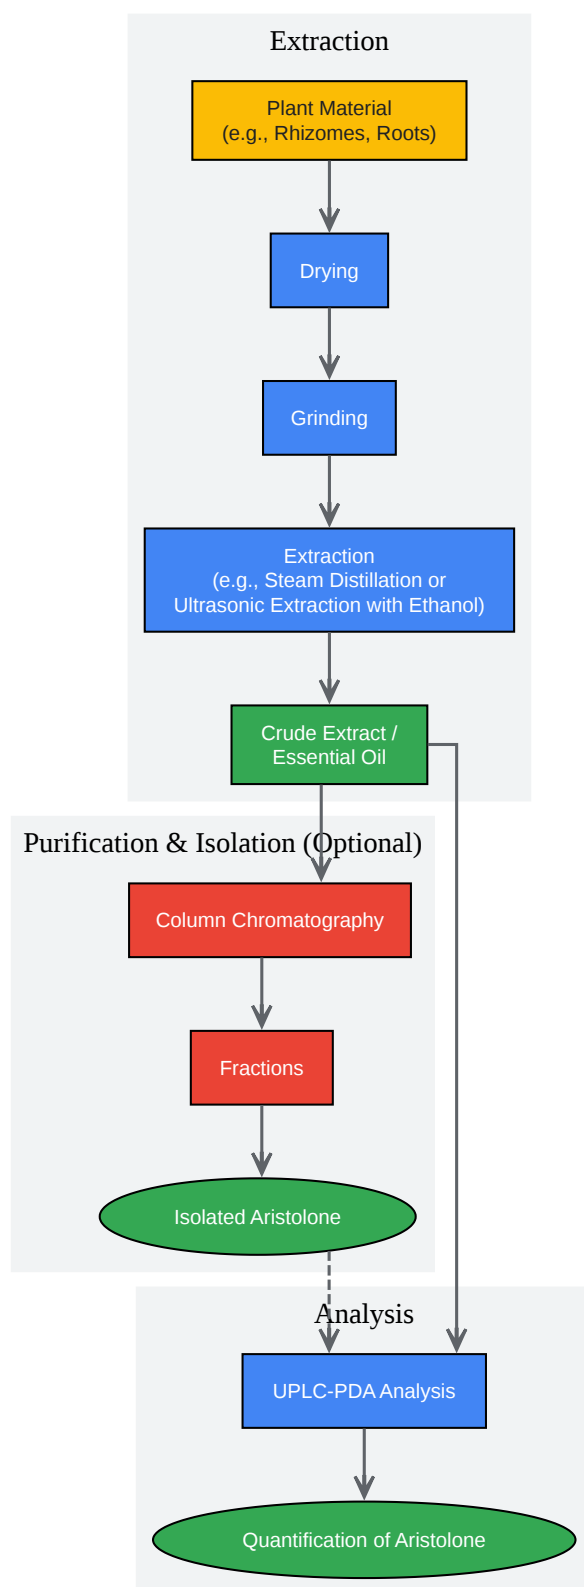 Extraction
Plant Material
(e.g., Rhizomes, Roots)
Drying
Grinding
Extraction
(e.g., Steam Distillation or
Ultrasonic Extraction with Ethanol)
Crude Extract /
Essential Oil
Purification & Isolation (Optional)
Column Chromatography
Fractions
Isolated Aristolone
Analysis
UPLC-PDA Analysis
Quantification of Aristolone